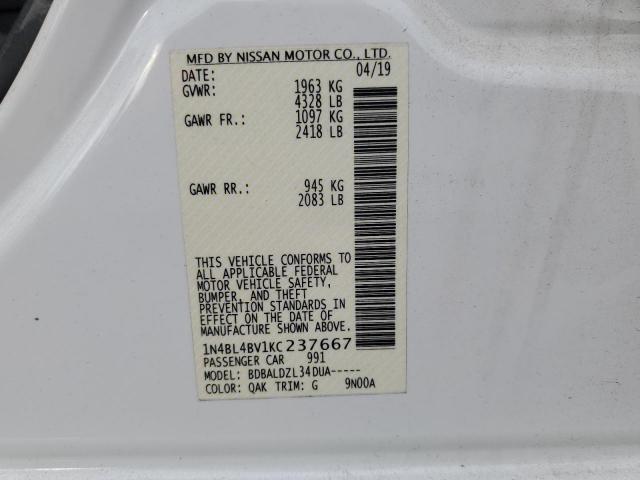 MFD BY NISSAN MOTOR CO., LTD.
DATE: 04/19
GVWR: 1963 KG
4328 LB
GAWR FR.: 1097 KG
2418 LB
GAWR RR.: 945 KG
2083 LB
THIS VEHICLE CONFORMS TO
ALL APPLICABLE FEDERAL
MOTOR VEHICLE SAFETY,
BUMPER, AND THEFT
PREVENTION STANDARDS IN
EFFECT ON THE DATE OF
MANUFACTURE SHOWN ABOVE.
1N4BL4BV1KC237667
PASSENGER CAR 991
MODEL: BDBALDZL34DUA-----
COLOR: QAK TRIM: G 9N00A